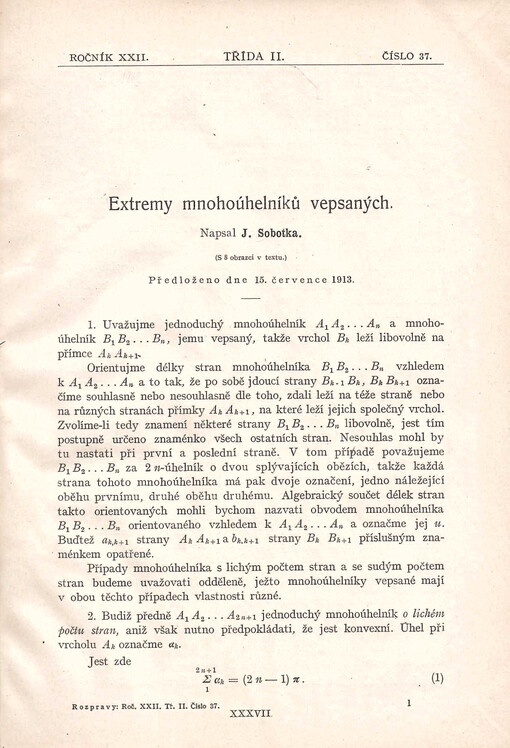 ROČNÍK XXII. TŘÍDA II. ČÍSLO 37.
Extremy mnohoúhelníků vepsaných.
Napsal J. Sobotka.
(S 8 obrazci v textu.)
Předloženo dne 15. července 1913.
1. Uvažujme jednoduchý mnohoúhelník A₁ A₂ . . . Aₙ a mnoho-
úhelník B₁ B₂ . . . Bₙ, jemu vepsaný, takže vrchol Bₖ leží libovolně na
přímce Aₖ Aₖ₊₁.
Orientujme délky stran mnohoúhelníka B₁ B₂ . . . Bₙ vzhledem
k A₁ A₂ . . . Aₙ a to tak, že po sobě jdoucí strany Bₖ₋₁ Bₖ, Bₖ Bₖ₊₁ ozna-
číme souhlasně nebo nesouhlasně dle toho, zdali leží na téže straně nebo
na různých stranách přímky Aₖ Aₖ₊₁, na které leží jejich společný vrchol.
Zvolíme-li tedy znamení některé strany B₁ B₂ . . . Bₙ libovolně, jest tím
postupně určeno znaménko všech ostatních stran. Nesouhlas mohl by
tu nastati při první a poslední straně. V tom případě považujeme
B₁ B₂ . . . Bₙ za 2 n-úhelník o dvou splývajících obězích, takže každá
strana tohoto mnohoúhelníka má pak dvoje označení, jedno náležející
oběhu prvnímu, druhé oběhu druhému. Algebraický součet délek stran
takto orientovaných mohli bychom nazvati obvodem mnohoúhelníka
B₁ B₂ . . . Bₙ orientovaného vzhledem k A₁ A₂ . . . Aₙ a označme jej u.
Buďtež aₖ,ₖ₊₁ strany Aₖ Aₖ₊₁ a bₖ,ₖ₊₁ strany Bₖ Bₖ₊₁ příslušným zna-
ménkem opatřené.
Případy mnohoúhelníka s lichým počtem stran a se sudým počtem
stran budeme uvažovati odděleně, ježto mnohoúhelníky vepsané mají
v obou těchto případech vlastnosti různé.
2. Budiž předně A₁ A₂ . . . A₂ₙ₊₁ jednoduchý mnohoúhelník o lichém
počtu stran, aniž však nutno předpokládati, že jest konvexní. Úhel při
vrcholu Aₖ označme αₖ.
Jest zde
2n+1
Σ αₖ = (2 n — 1) π . (1)
1
Rozpravy: Roč. XXII. Tř. II. Číslo 37. 1
XXXVII